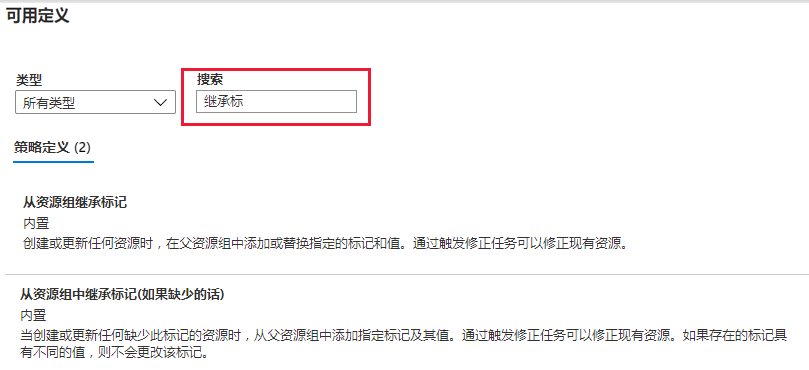 可用定义
类型
搜索
所有类型
继承标
策略定义 (2)
从资源组继承标记
内置
创建或更新任何资源时，在父资源组中添加或替换指定的标记和值。通过触发修正任务可以修正现有资源。
从资源组中继承标记(如果缺少的话)
内置
当创建或更新任何缺少此标记的资源时，从父资源组中添加指定标记及其值。通过触发修正任务可以修正现有资源。如果存在的标记具
有不同的值，则不会更改该标记。